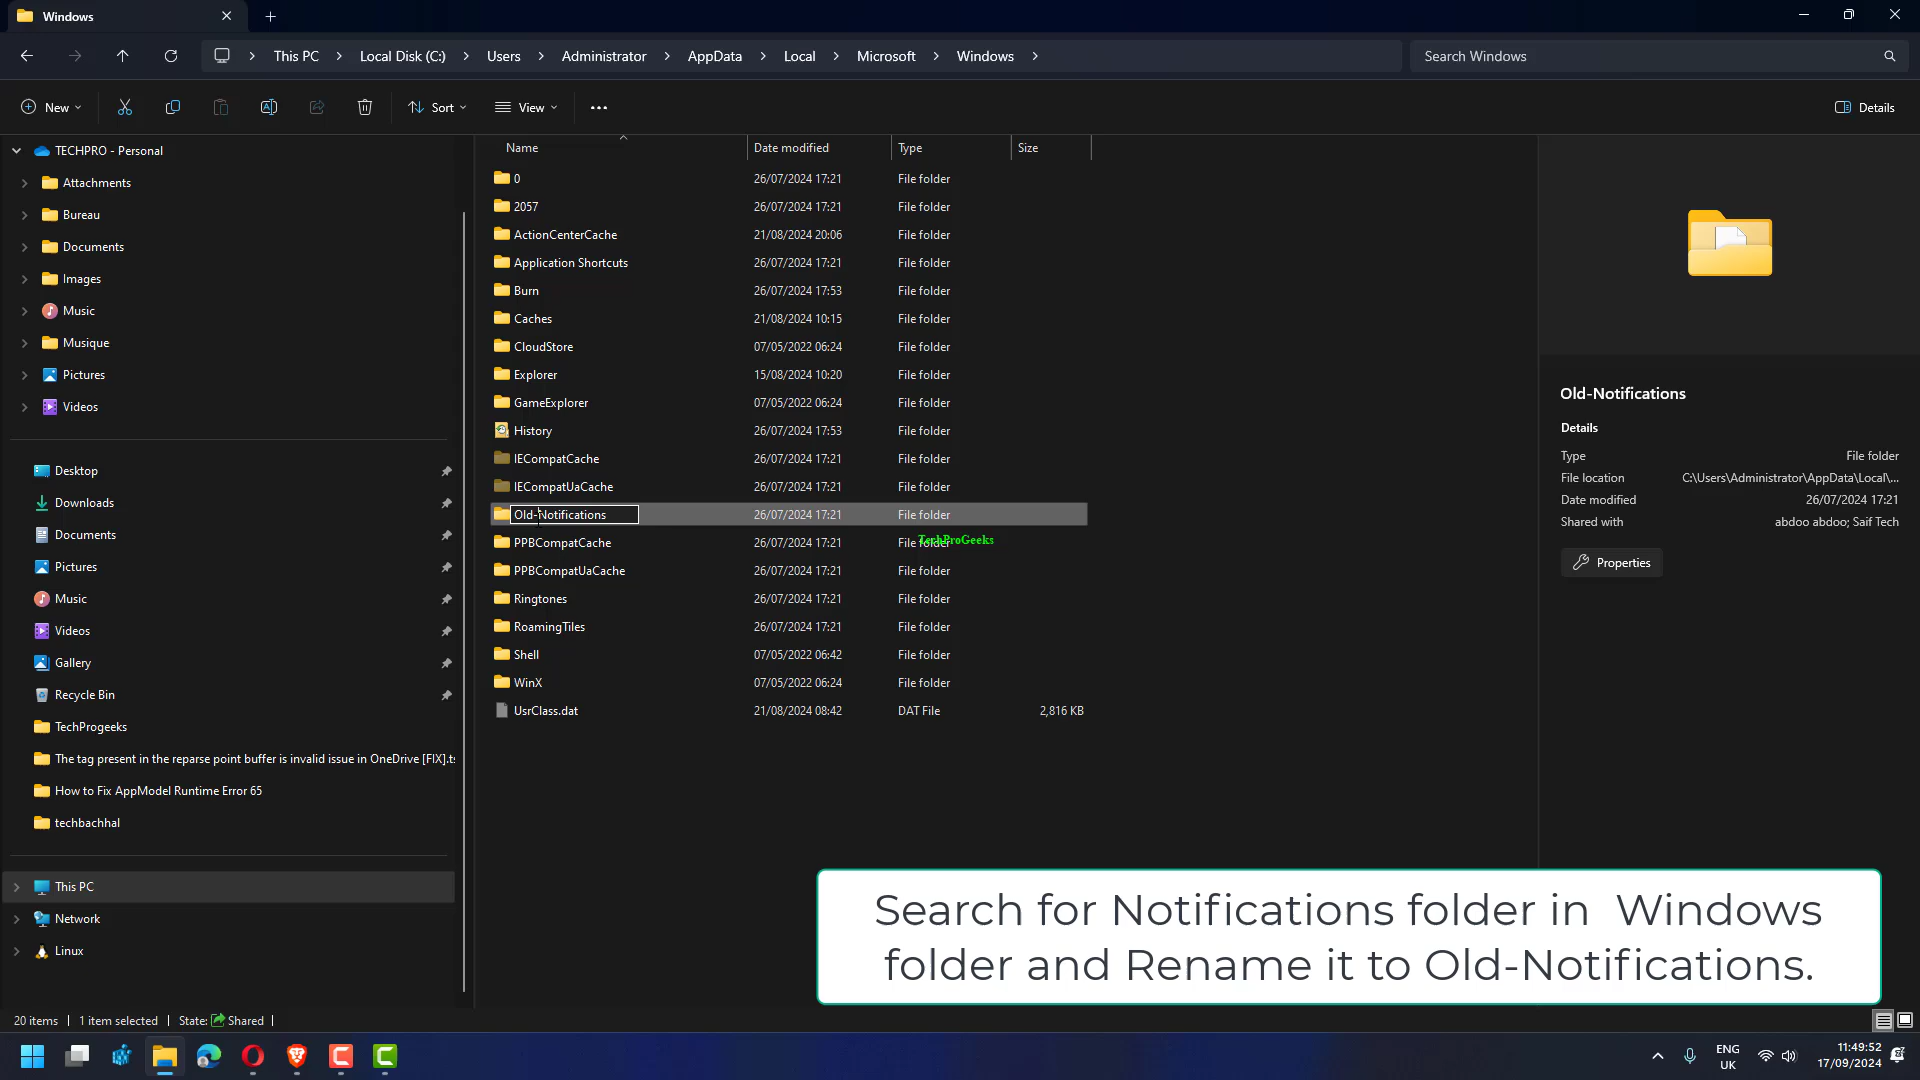 Windows
This PC
Local Disk (C:)
Users
Administrator
AppData
Local
Microsoft
Windows
Search Windows
New
Sort
View
Details
TECHPRO - Personal
Attachments
Bureau
Documents
Images
Music
Musique
Pictures
Videos
Desktop
Downloads
Documents
Pictures
Music
Videos
Gallery
Recycle Bin
TechProgeeks
The tag present in the reparse point buffer is invalid issue in OneDrive [FIX].ts
How to Fix AppModel Runtime Error 65
techbachhal
This PC
Network
Linux
Name Date modified Type Size
0 26/07/2024 17:21 File folder
2057 26/07/2024 17:21 File folder
ActionCenterCache 21/08/2024 20:06 File folder
Application Shortcuts 26/07/2024 17:21 File folder
Burn 26/07/2024 17:53 File folder
Caches 21/08/2024 10:15 File folder
CloudStore 07/05/2022 06:24 File folder
Explorer 15/08/2024 10:20 File folder
GameExplorer 07/05/2022 06:24 File folder
History 26/07/2024 17:53 File folder
IECompatCache 26/07/2024 17:21 File folder
IECompatUaCache 26/07/2024 17:21 File folder
Old-Notifications 26/07/2024 17:21 File folder
PPBCompatCache 26/07/2024 17:21 File folder
TechProGeeks
PPBCompatUaCache 26/07/2024 17:21 File folder
Ringtones 26/07/2024 17:21 File folder
RoamingTiles 26/07/2024 17:21 File folder
Shell 07/05/2022 06:42 File folder
WinX 07/05/2022 06:24 File folder
UsrClass.dat 21/08/2024 08:42 DAT File 2,816 KB
Old-Notifications
Details
Type File folder
File location C:\Users\Administrator\AppData\Local\...
Date modified 26/07/2024 17:21
Shared with abdoo abdoo; Saif Tech
Properties
Search for Notifications folder in Windows
folder and Rename it to Old-Notifications.
20 items 1 item selected State: Shared
ENG
UK
11:49:52
17/09/2024